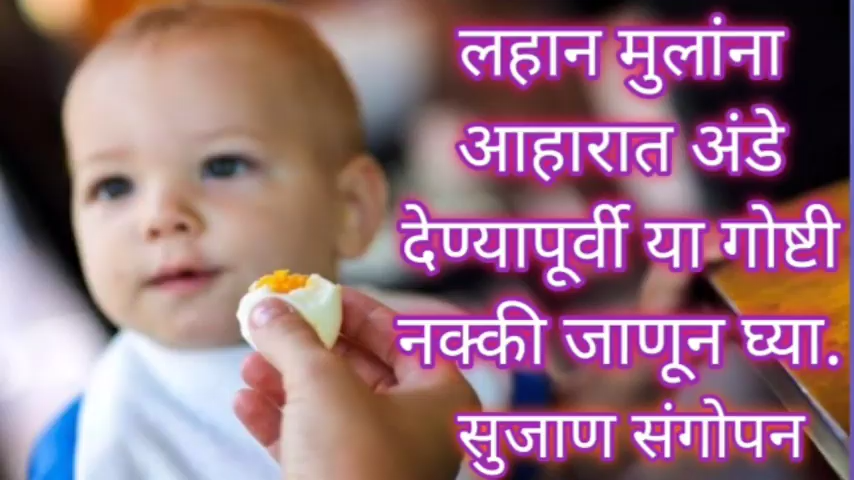 लहान मुलांना
आहारात अंडे
देण्यापूर्वी या गोष्टी
नक्की जाणून घ्या.
सुजाण संगोपन